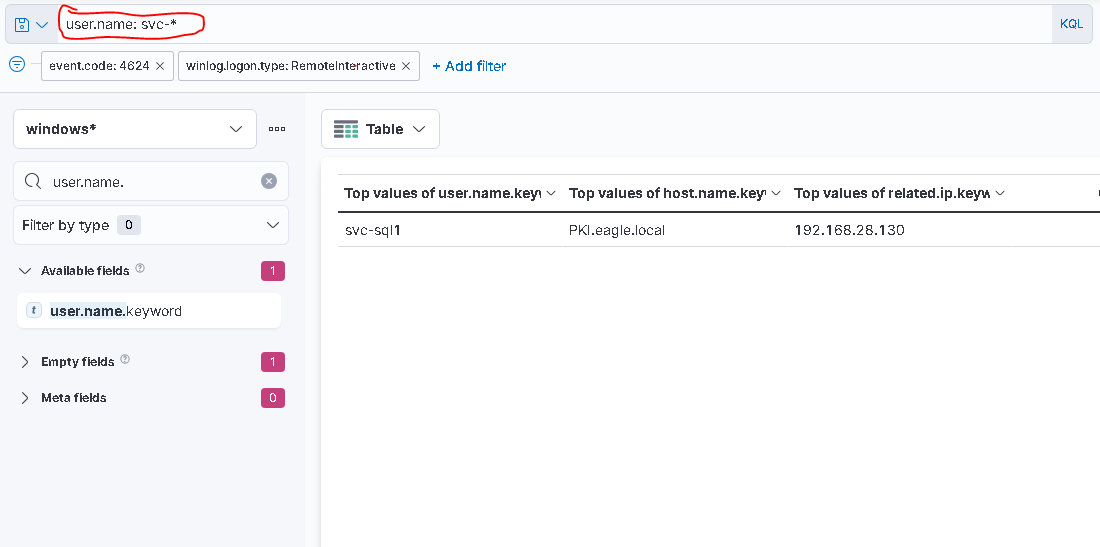 user.name: svc-* KQL
event.code: 4624 × winlog.logon.type: RemoteInteractive × + Add filter
windows*
Table
user.name.
Top values of user.name.keyw Top values of host.name.keyw Top values of related.ip.keyw
Filter by type 0
svc-sql1 PKI.eagle.local 192.168.28.130
Available fields ? 1
t user.name.keyword
Empty fields ? 1
Meta fields 0